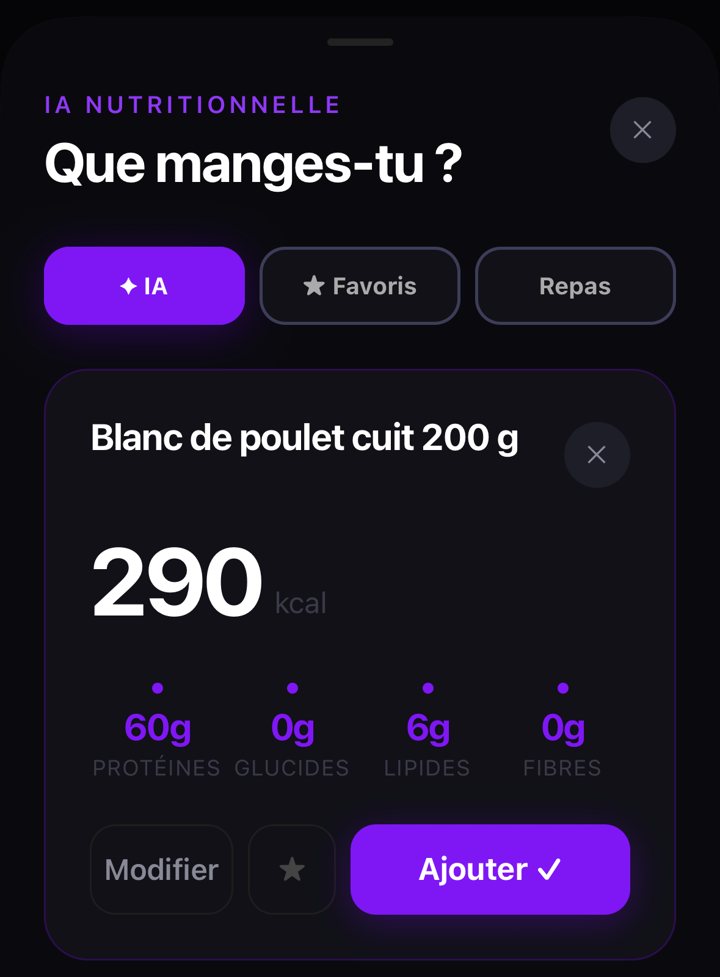 IA NUTRITIONNELLE
Que manges-tu ?
✦ IA
★ Favoris
Repas
Blanc de poulet cuit 200 g
290 kcal
60g 0g 6g 0g
PROTÉINES GLUCIDES LIPIDES FIBRES
Modifier
★
Ajouter ✓